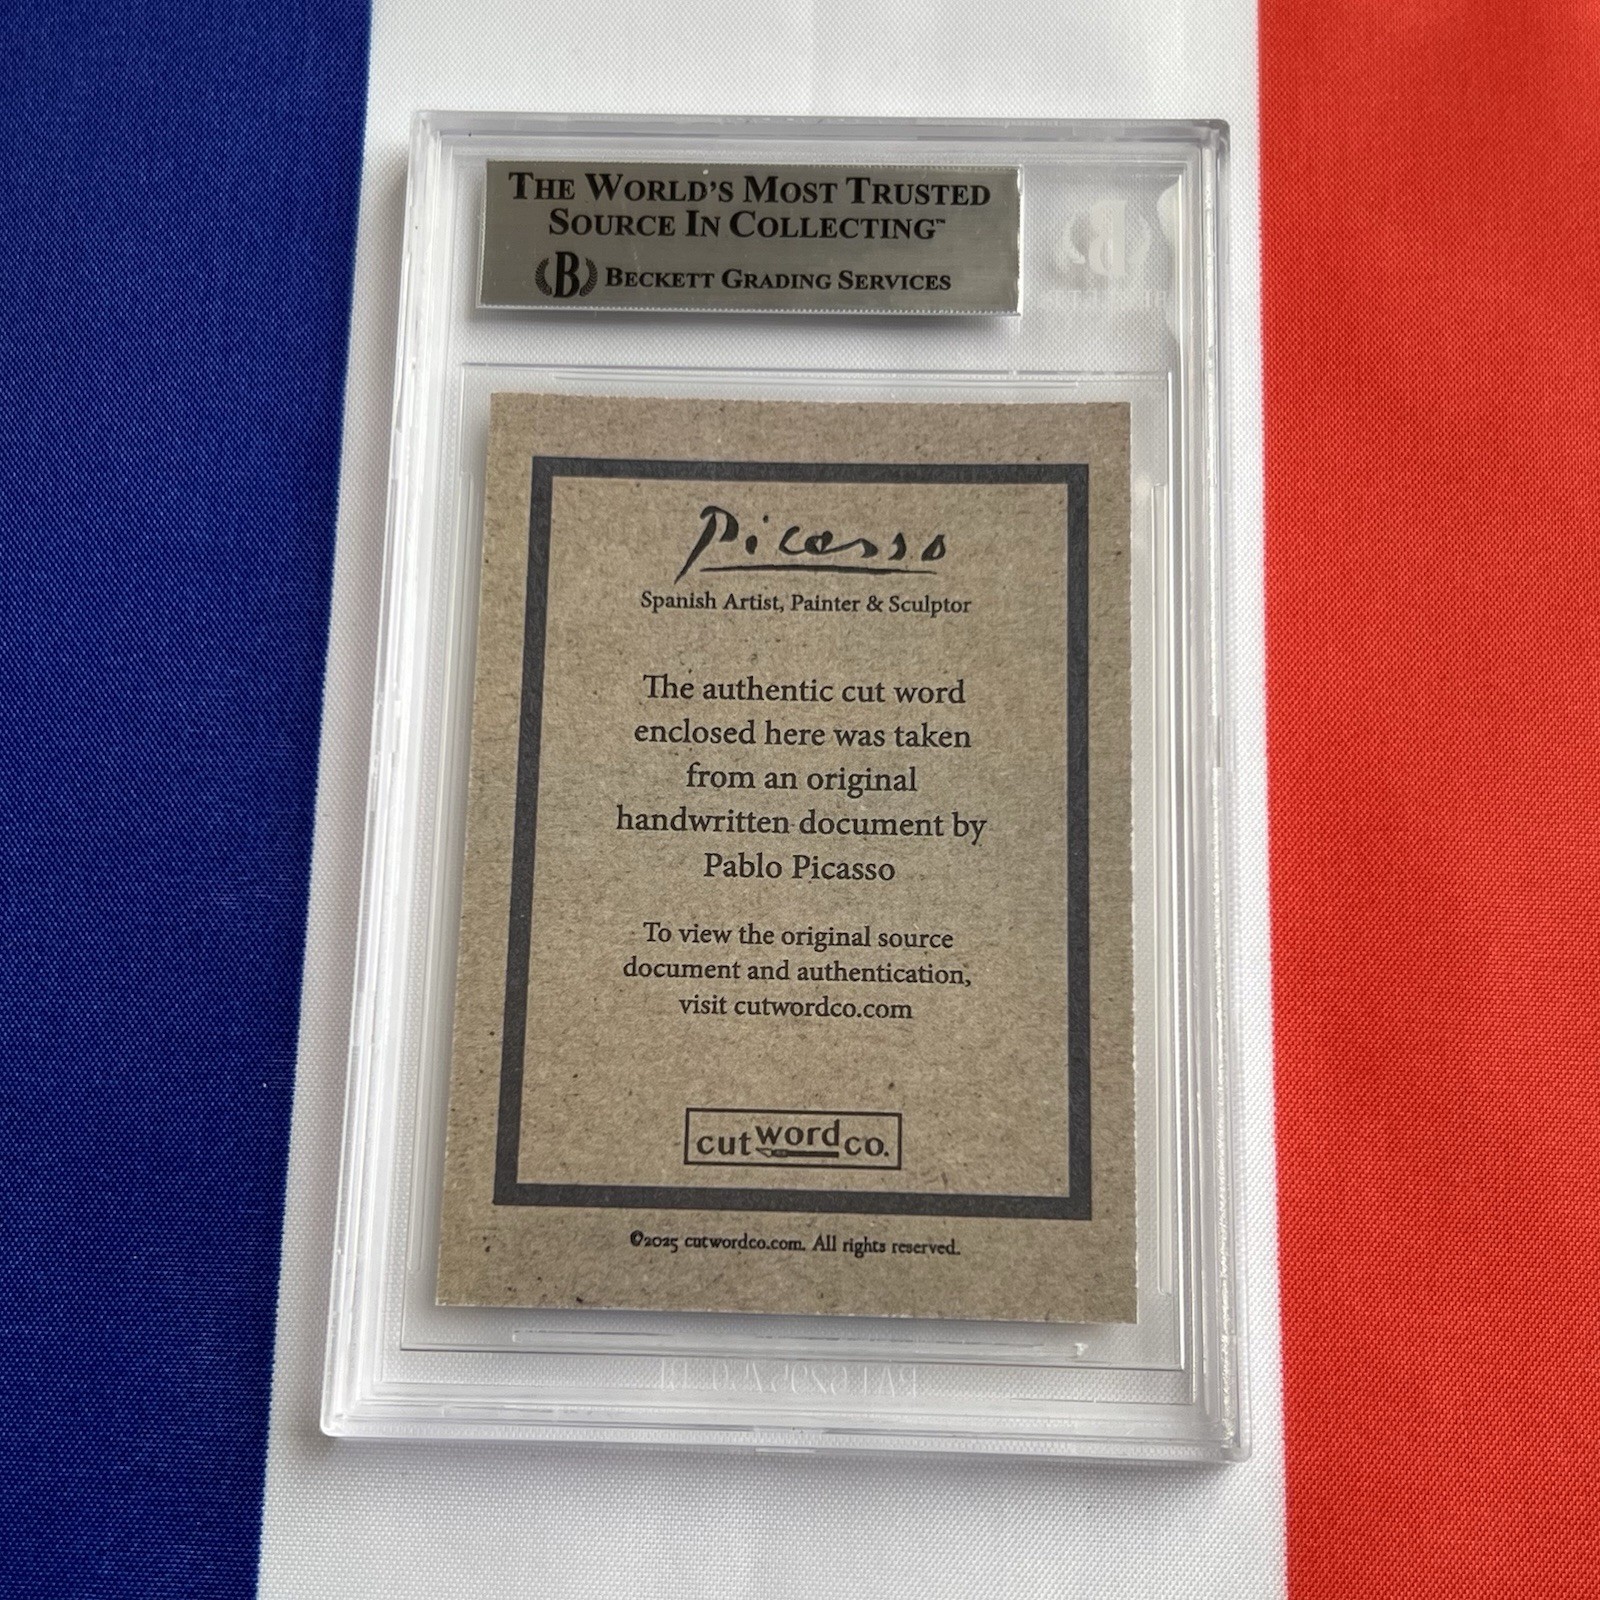 THE WORLD'S MOST TRUSTED
SOURCE IN COLLECTING™
B BECKETT GRADING SERVICES
Picasso
Spanish Artist, Painter & Sculptor
The authentic cut word
enclosed here was taken
from an original
handwritten document by
Pablo Picasso
To view the original source
document and authentication,
visit cutwordco.com
cut word co.
©2025 cutwordco.com. All rights reserved.